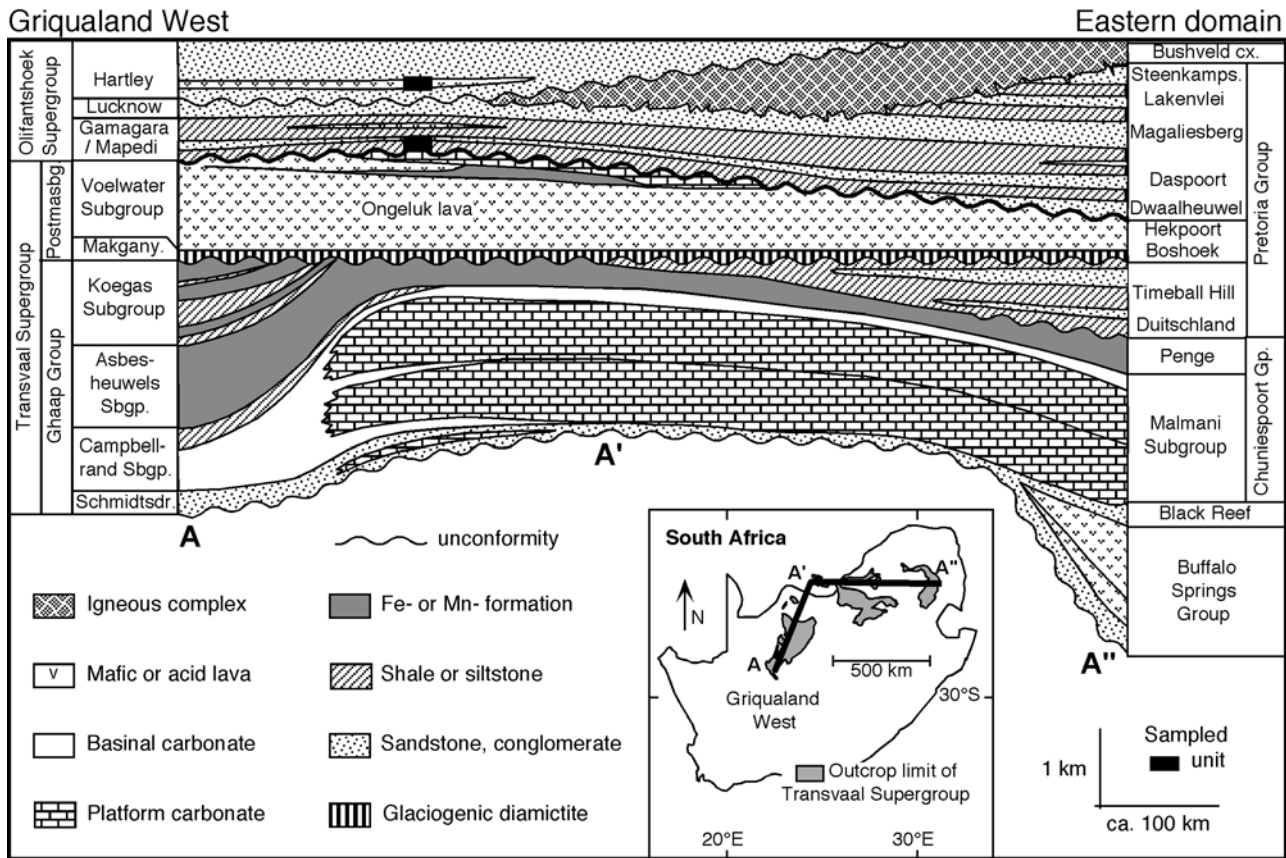 Griqualand West
Eastern domain
Olifantshoek
Supergroup
Hartley
Lucknow
Gamagara
/ Mapedi
Transvaal Supergroup
Postmasbg.
Voelwater
Subgroup
Makgany.
Ghaap Group
Koegas
Subgroup
Asbes-
heuwels
Sbgp.
Campbell-
rand Sbgp.
Schmidtsdr.
Ongeluk lava
Bushveld cx.
Steenkamps.
Lakenvlei
Magaliesberg
Daspoort
Dwaalheuwel
Hekpoort
Boshoek
Timeball Hill
Duitschland
Pretoria Group
Penge
Malmani
Subgroup
Chuniespoort Gp.
Black Reef
Buffalo
Springs
Group
A
A'
A"
unconformity
Igneous complex
Fe- or Mn- formation
v
Mafic or acid lava
Shale or siltstone
Basinal carbonate
Sandstone, conglomerate
Platform carbonate
Glaciogenic diamictite
South Africa
N
A'
A"
A
500 km
Griqualand
West
30°S
Outcrop limit of
Transvaal Supergroup
20°E
30°E
Sampled
unit
1 km
ca. 100 km